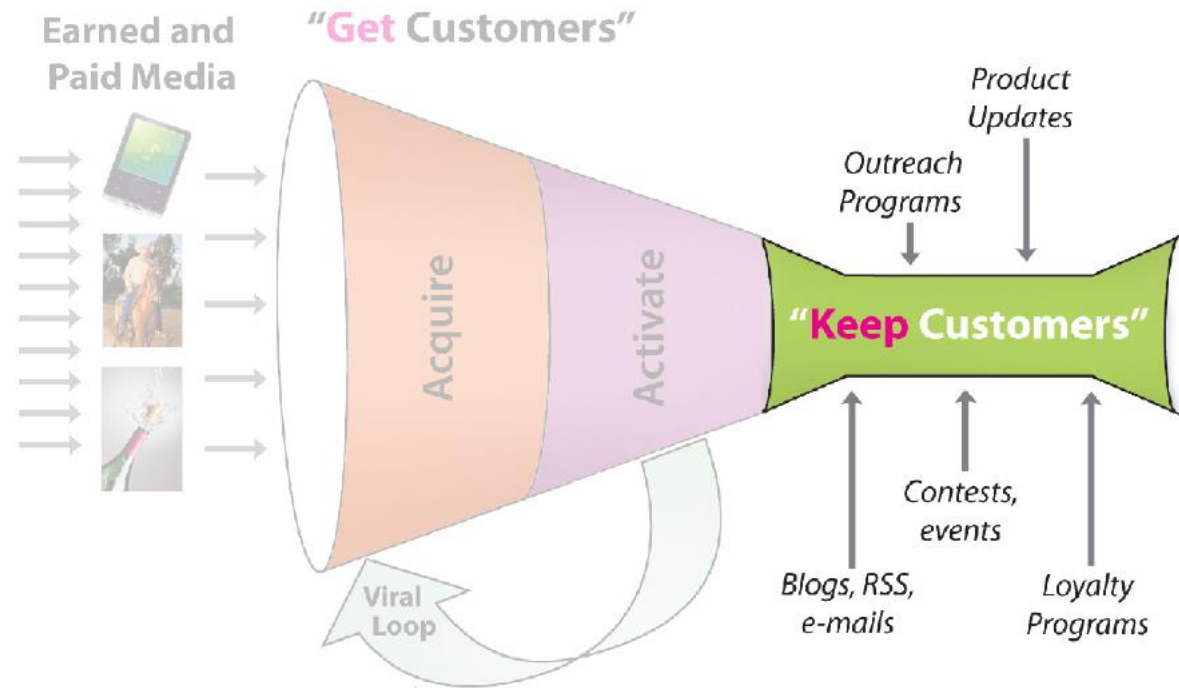 Earned and
Paid Media
“Get Customers”
Product
Updates
Outreach
Programs
Acquire
Activate
“Keep Customers”
Contests,
events
Blogs, RSS,
e-mails
Loyalty
Programs
Viral
Loop